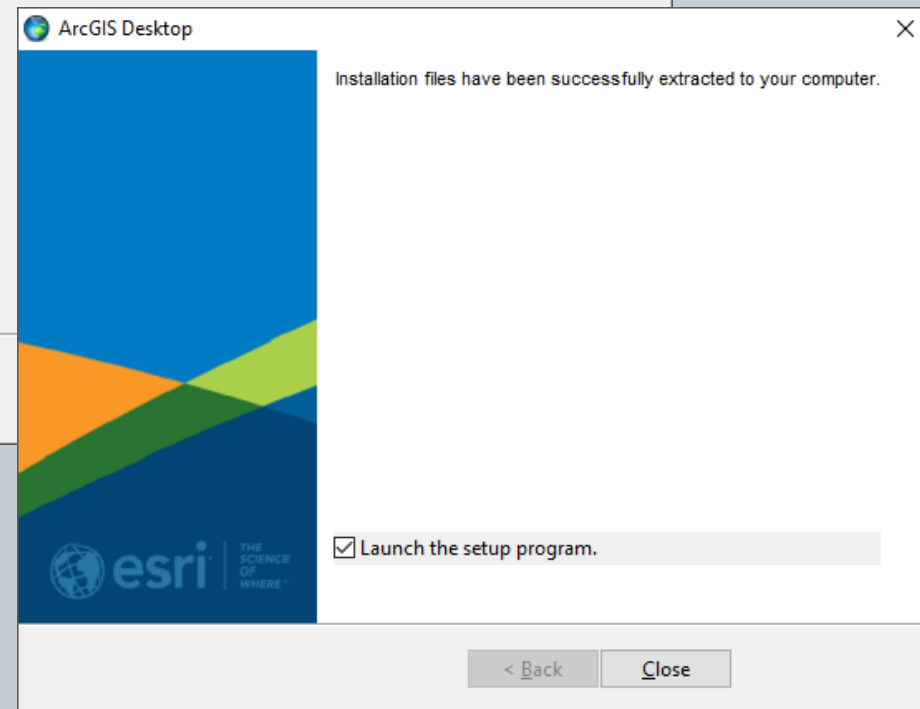 ArcGIS Desktop
Installation files have been successfully extracted to your computer.
Launch the setup program.
esri
THE
SCIENCE
OF
WHERE™
< Back
Close